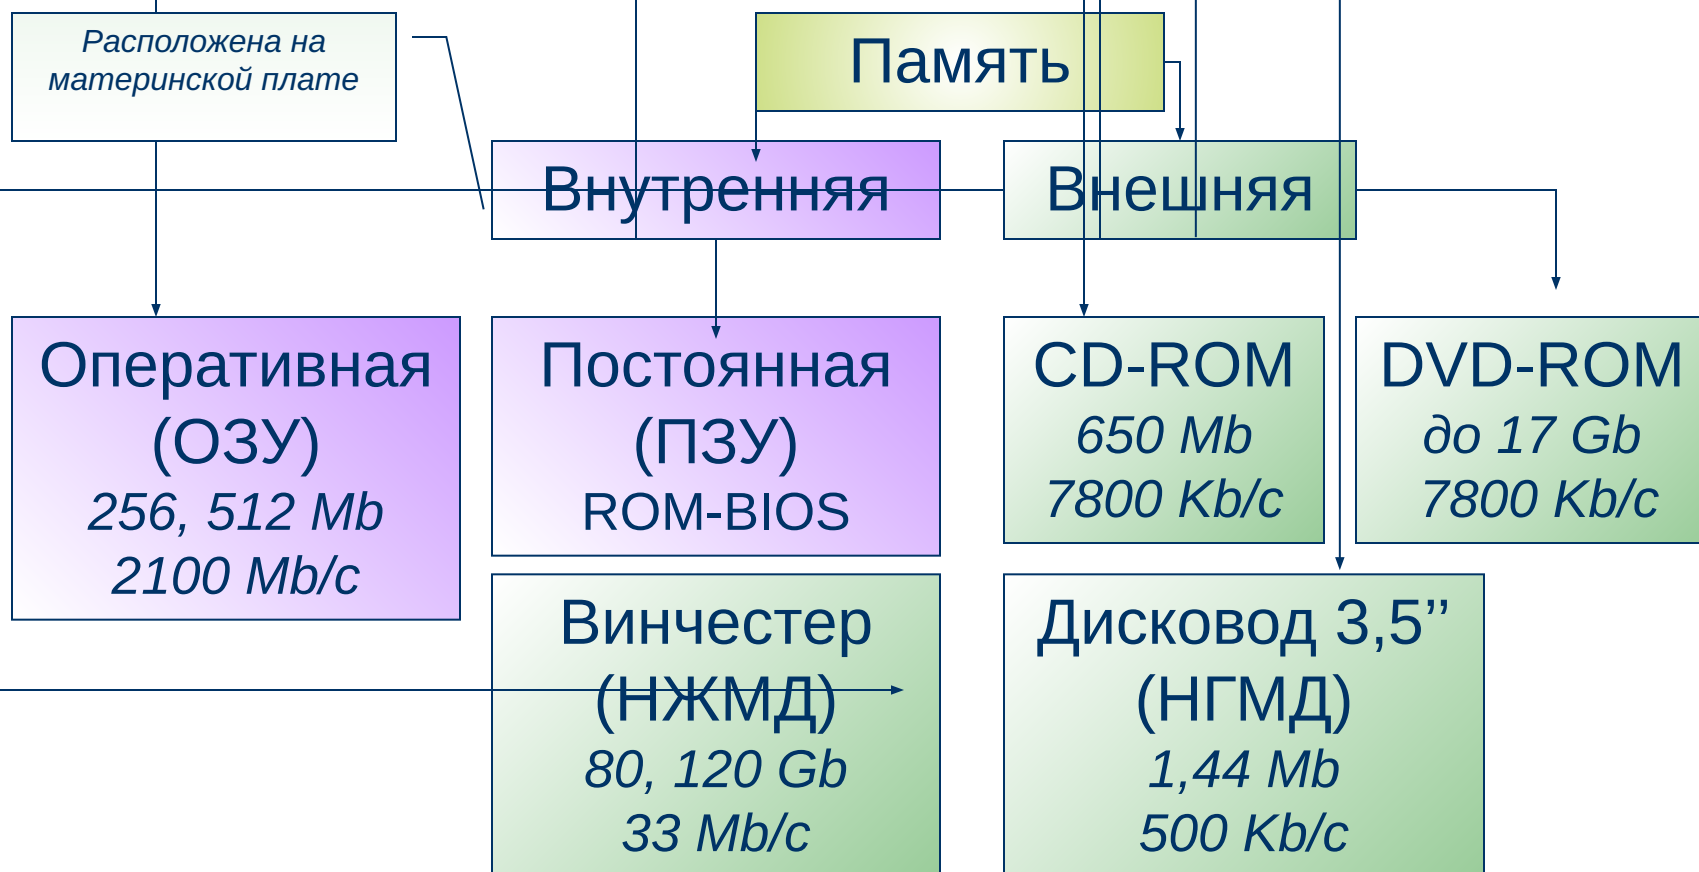 Расположена на
материнской плате
Память
Внутренняя
Внешняя
Оперативная
(ОЗУ)
256, 512 Mb
2100 Mb/c
Постоянная
(ПЗУ)
ROM-BIOS
CD-ROM
650 Mb
7800 Kb/c
DVD-ROM
до 17 Gb
7800 Kb/c
Винчестер
(НЖМД)
80, 120 Gb
33 Mb/c
Дисковод 3,5’’
(НГМД)
1,44 Mb
500 Kb/c